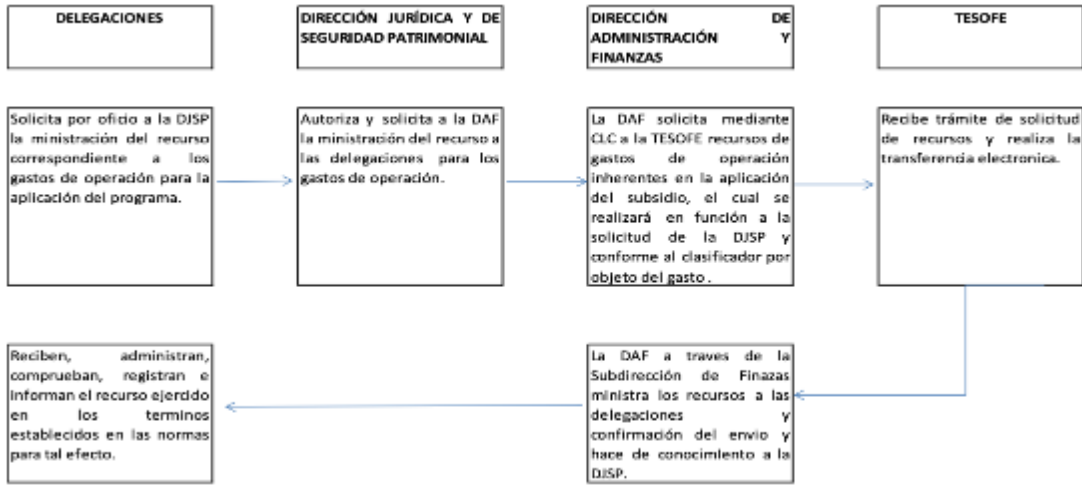 DELEGACIONES
DIRECCIÓN JURÍDICA Y DE
SEGURIDAD PATRIMONIAL
DIRECCIÓN DE
ADMINISTRACIÓN Y
FINANZAS
TESOFE
Solicita por oficio a la DJSP
la ministración del recurso
correspondiente a los
gastos de operación para la
aplicación del programa.
Autoriza y solicita a la DAF
la ministración del recurso a
las delegaciones para los
gastos de operación.
La DAF solicita mediante
CLC a la TESOFE recursos de
gastos de operación
inherentes en la aplicación
del subsidio, el cual se
realizará en función a la
solicitud de la DJSP y
conforme al clasificador por
objeto del gasto .
Recibe trámite de solicitud
de recursos y realiza la
transferencia electronica.
Reciben, administran,
comprueban, registran e
informan el recurso ejercido
en los terminos
establecidos en las normas
para tal efecto.
La DAF a traves de la
Subdirección de Finazas
ministra los recursos a las
delegaciones y
confirmación del envio y
hace de conocimiento a la
DJSP.